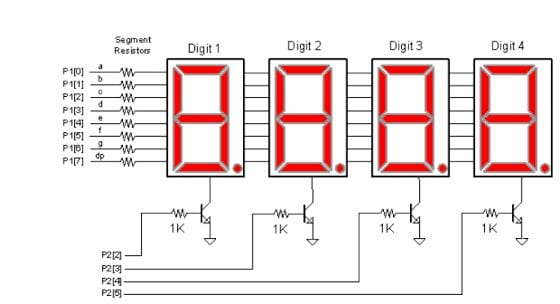 Segment
Resistors
Digit 1 Digit 2 Digit 3 Digit 4
P1[0] a
P1[1] b
P1[2] c
P1[3] d
P1[4] e
P1[5] f
P1[6] g
P1[7] dp
1K 1K 1K 1K
P2[2]
P2[3]
P2[4]
P2[5]